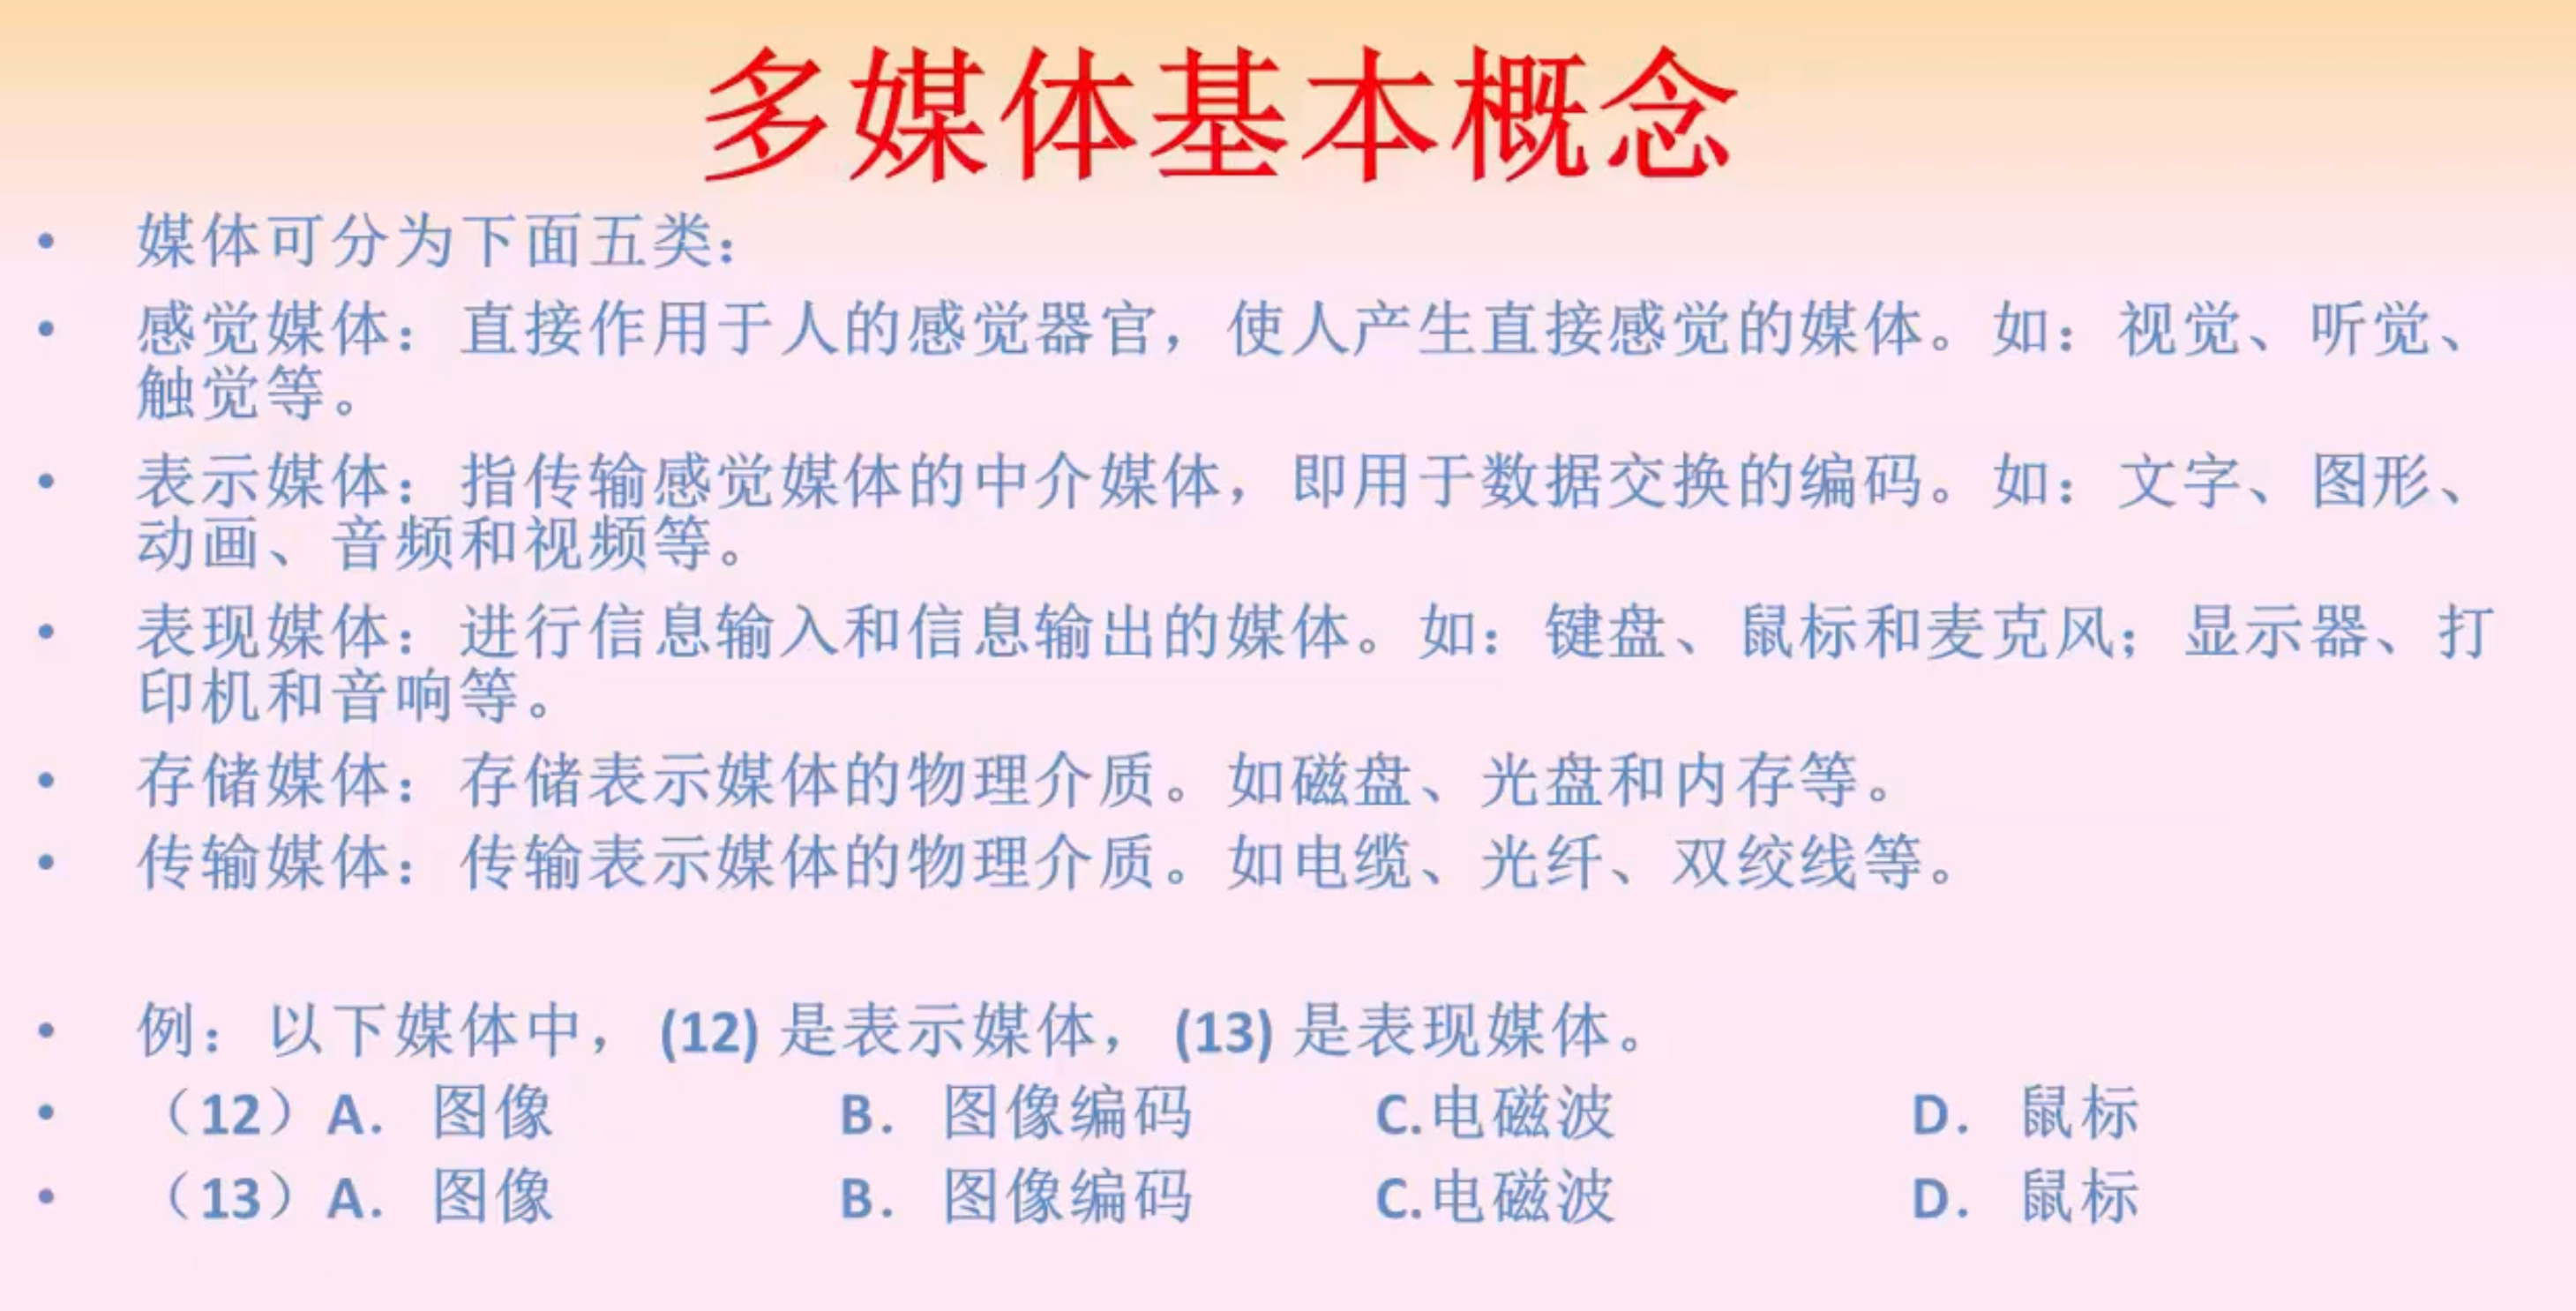 多媒体基本概念
• 媒体可分为下面五类：
• 感觉媒体：直接作用于人的感觉器官，使人产生直接感觉的媒体。如：视觉、听觉、
触觉等。
• 表示媒体：指传输感觉媒体的中介媒体，即用于数据交换的编码。如：文字、图形、
动画、音频和视频等。
• 表现媒体：进行信息输入和信息输出的媒体。如：键盘、鼠标和麦克风；显示器、打
印机和音响等。
• 存储媒体：存储表示媒体的物理介质。如磁盘、光盘和内存等。
• 传输媒体：传输表示媒体的物理介质。如电缆、光纤、双绞线等。
• 例：以下媒体中， (12) 是表示媒体， (13) 是表现媒体。
• （12）A. 图像 B. 图像编码 C.电磁波 D. 鼠标
• （13）A. 图像 B. 图像编码 C.电磁波 D. 鼠标